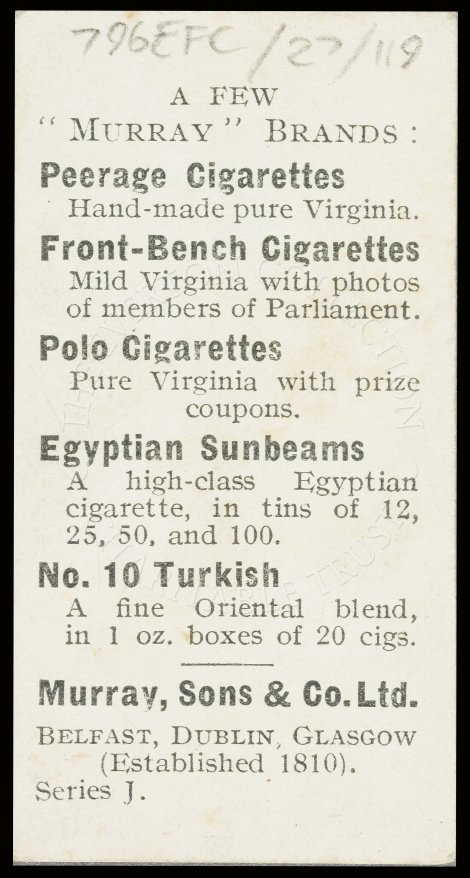 796EFC/27/119
A FEW
"MURRAY" BRANDS:
Peerage Cigarettes
Hand-made pure Virginia.
Front-Bench Cigarettes
Mild Virginia with photos
of members of Parliament.
Polo Cigarettes
Pure Virginia with prize
coupons.
Egyptian Sunbeams
A high-class Egyptian
cigarette, in tins of 12,
25, 50, and 100.
No. 10 Turkish
A fine Oriental blend,
in 1 oz. boxes of 20 cigs.
Murray, Sons & Co. Ltd.
BELFAST, DUBLIN, GLASGOW
(Established 1810).
Series J.